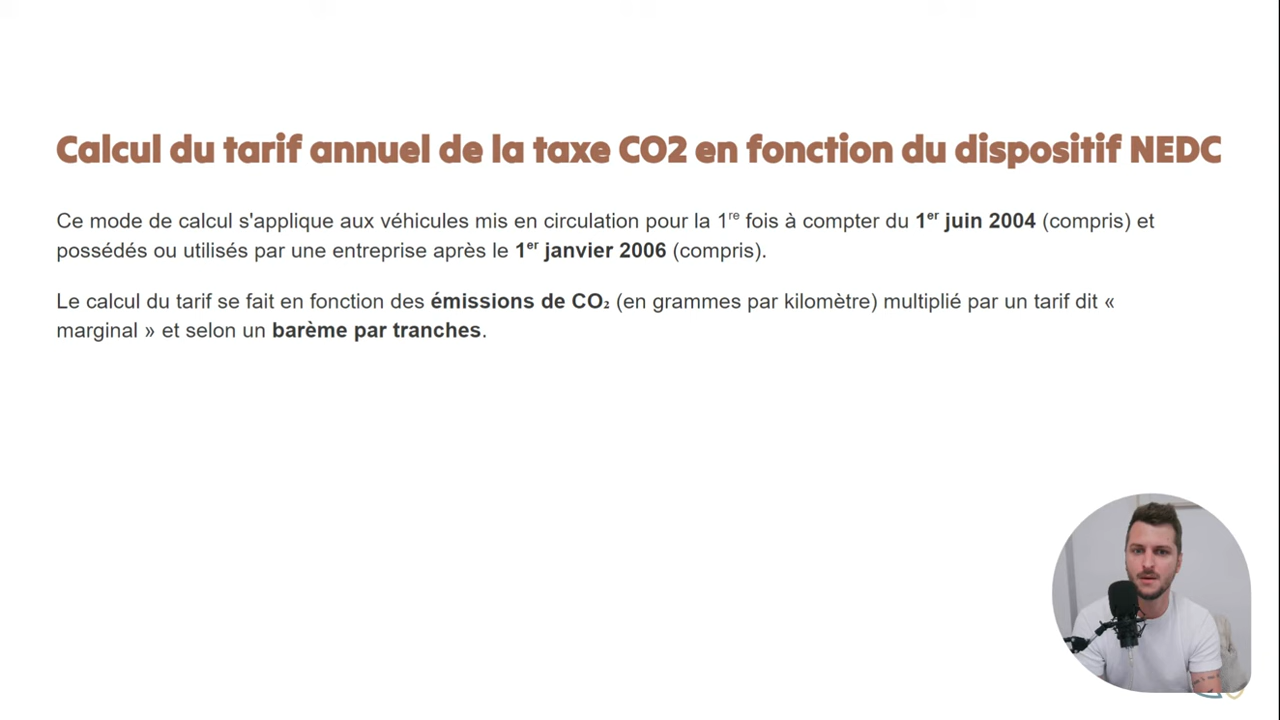 Calcul du tarif annuel de la taxe CO2 en fonction du dispositif NEDC
Ce mode de calcul s'applique aux véhicules mis en circulation pour la 1re fois à compter du 1er juin 2004 (compris) et
possédés ou utilisés par une entreprise après le 1er janvier 2006 (compris).
Le calcul du tarif se fait en fonction des émissions de CO₂ (en grammes par kilomètre) multiplié par un tarif dit «
marginal » et selon un barème par tranches.